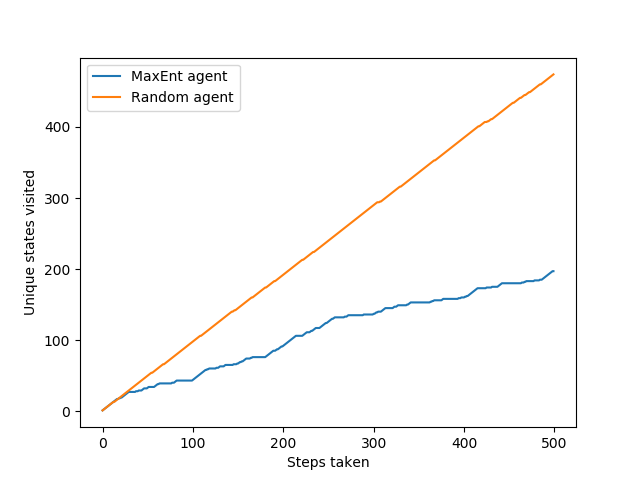 MaxEnt agent
Random agent
Unique states visited
400
300
200
100
0
0 100 200 300 400 500
Steps taken